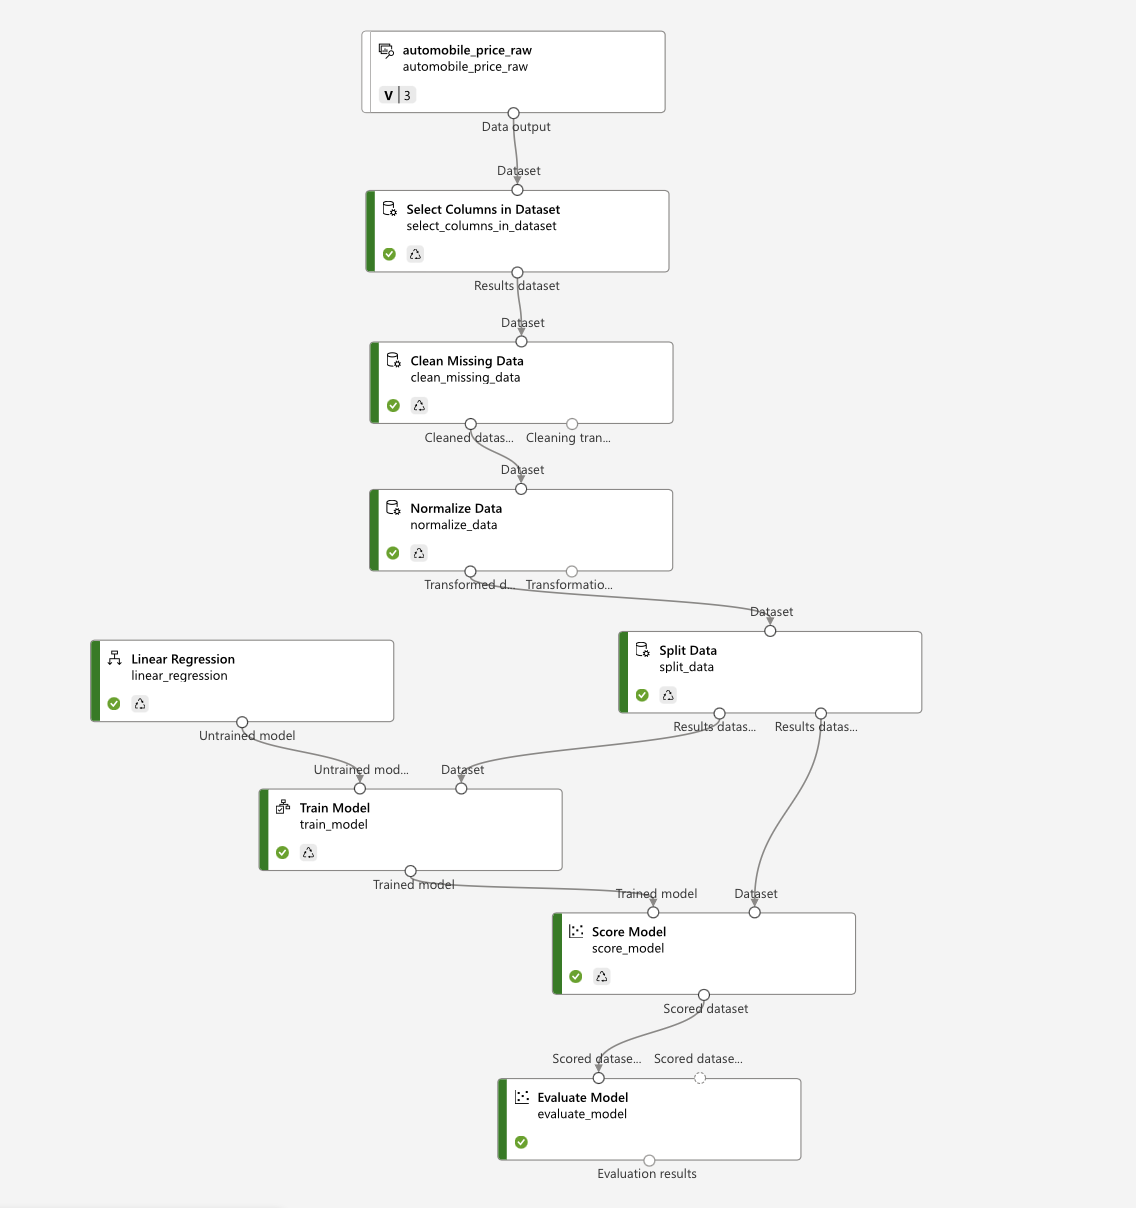 automobile_price_raw
automobile_price_raw
V 3
Data output
Dataset
Select Columns in Dataset
select_columns_in_dataset
Results dataset
Dataset
Clean Missing Data
clean_missing_data
Cleaned datas...
Cleaning tran...
Dataset
Normalize Data
normalize_data
Transformed d...
Transformatio...
Dataset
Linear Regression
linear_regression
Untrained model
Split Data
split_data
Results datas...
Results datas...
Untrained mod...
Dataset
Train Model
train_model
Trained model
Trained model
Dataset
Score Model
score_model
Scored dataset
Scored datase...
Scored datase...
Evaluate Model
evaluate_model
Evaluation results